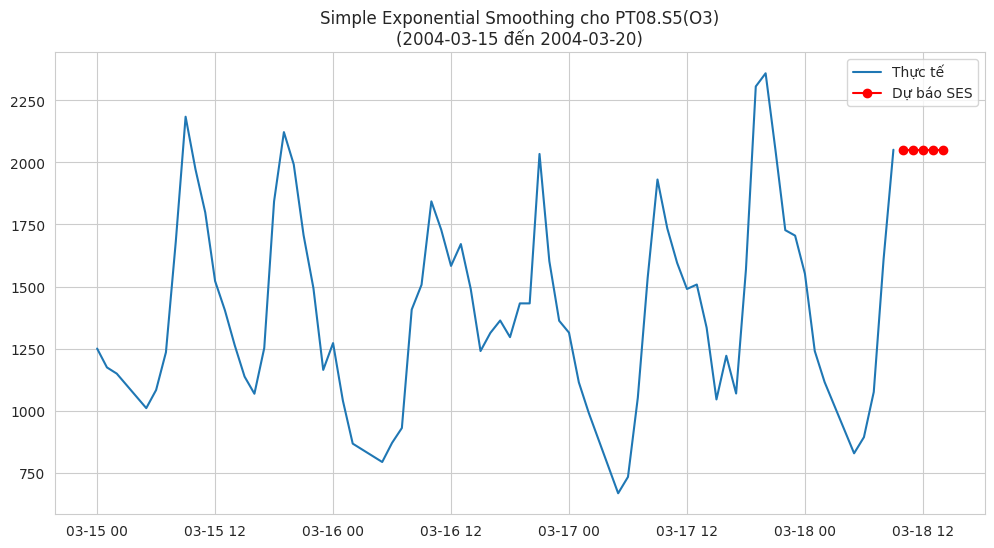 Simple Exponential Smoothing cho PT08.S5(O3)
(2004-03-15 đến 2004-03-20)
Thực tế
Dự báo SES
2250
2000
1750
1500
1250
1000
750
03-15 00 03-15 12 03-16 00 03-16 12 03-17 00 03-17 12 03-18 00 03-18 12